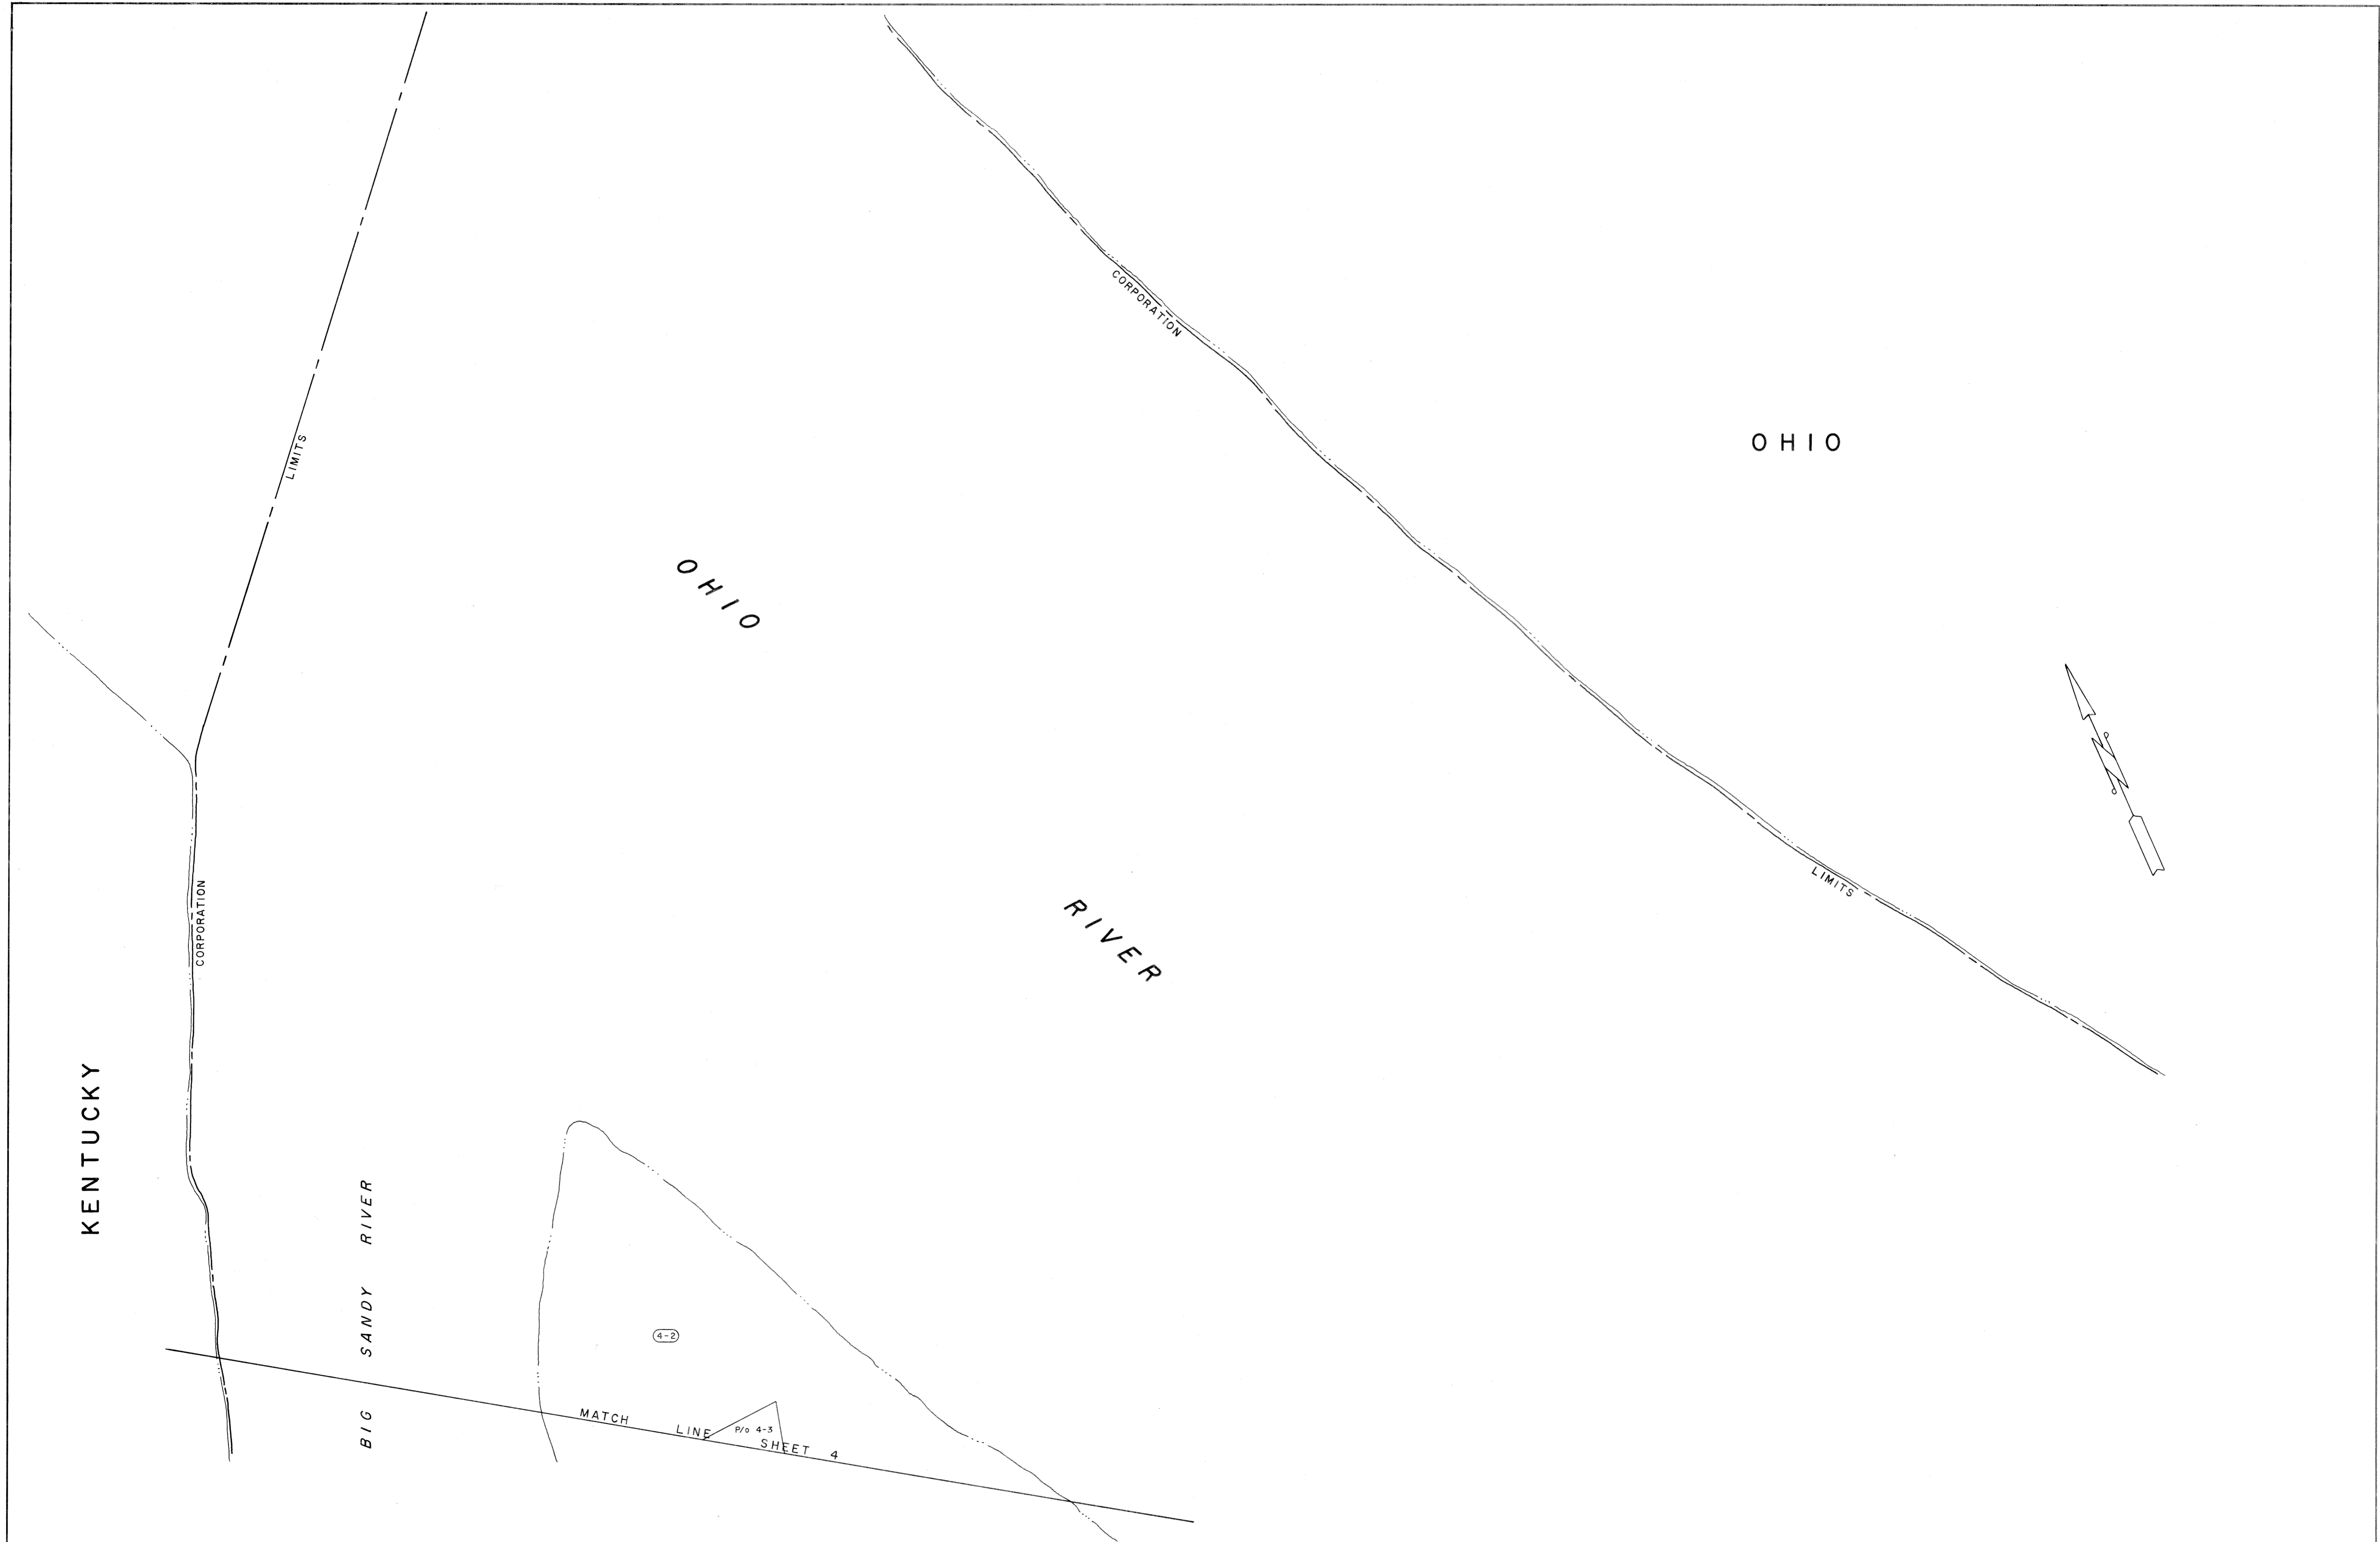 CORPORATION
LIMITS
OHIO
LIMITS
CORPORATION
OHIO
RIVER
KENTUCKY
BIG SANDY RIVER
4-2
MATCH LINE SHEET 4
P/o 4-3
N